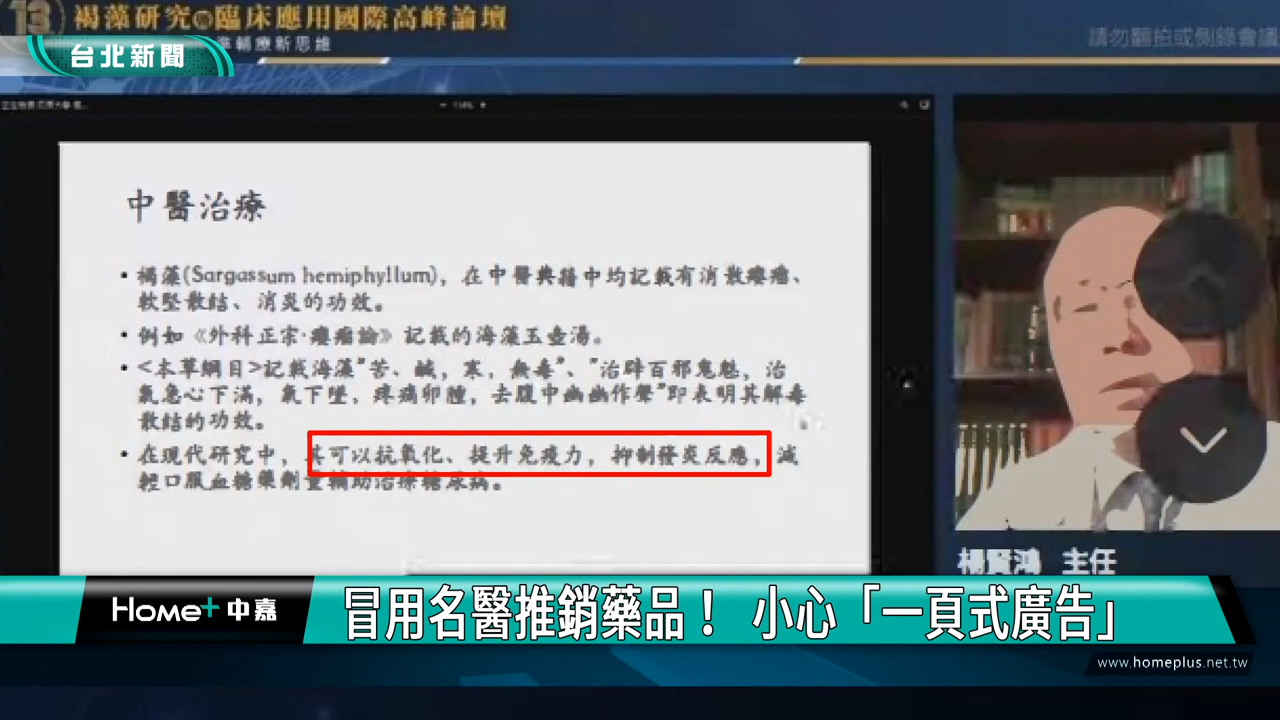 13
褐藻研究與臨床應用國際高峰論壇
輔療新思維
請勿翻拍或側錄會議
台北新聞
中醫治療
• 褐藻(Sargassum hemiphyllum)，在中醫典籍中均記載有消散癭瘤、
軟堅散結、消炎的功效。
• 例如《外科正宗·癭瘤論》記載的海藻玉壺湯。
• <本草綱目>記載海藻"苦、鹹，寒，無毒"、"治辟百邪鬼魅，治
氣急心下滿，氣下墜，疼痛卵腫，去腹中幽幽作聲"即表明其解毒
散結的功效。
• 在現代研究中，其可以抗氧化、提升免疫力，抑制發炎反應，減
輕口服血糖藥劑量輔助治療糖尿病。
楊賢鴻 主任
Home+中嘉
冒用名醫推銷藥品！ 小心「一頁式廣告」
www.homeplus.net.tw